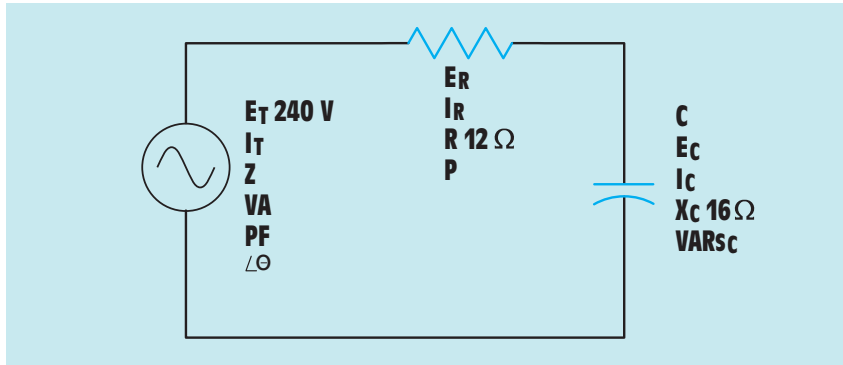 ET 240 V
IT
Z
VA
PF
∠Θ
ER
IR
R 12 Ω
P
C
EC
IC
XC 16 Ω
VARSC